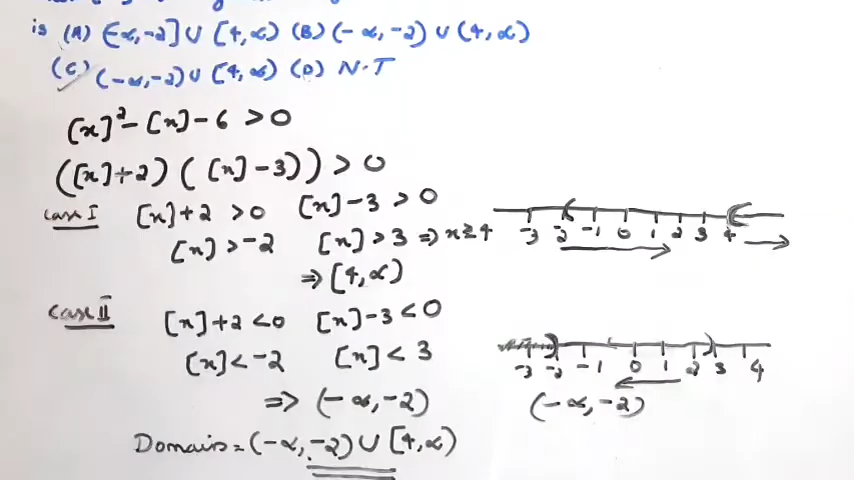 is (A) (-∝,-2] ∪ [4,∝) (B) (-∝,-2) ∪ (4,∝)
(C) (-∝,-2) ∪ [4,∝) (D) N.T
[x]²-[x]-6 >0
([x]+2)([x]-3)) >0
case I [x]+2 >0 [x]-3 >0
[x]>-2 [x]>3 ⇒ x≥4
⇒ [4,∝)
-3 -2 -1 0 1 2 3 4
Case II [x]+2 <0 [x]-3 <0
[x]<-2 [x]<3
⇒ (-∝,-2)
-3 -2 -1 0 1 2 3 4
(-∝,-2)
Domain = (-∝,-2) ∪ [4,∝)